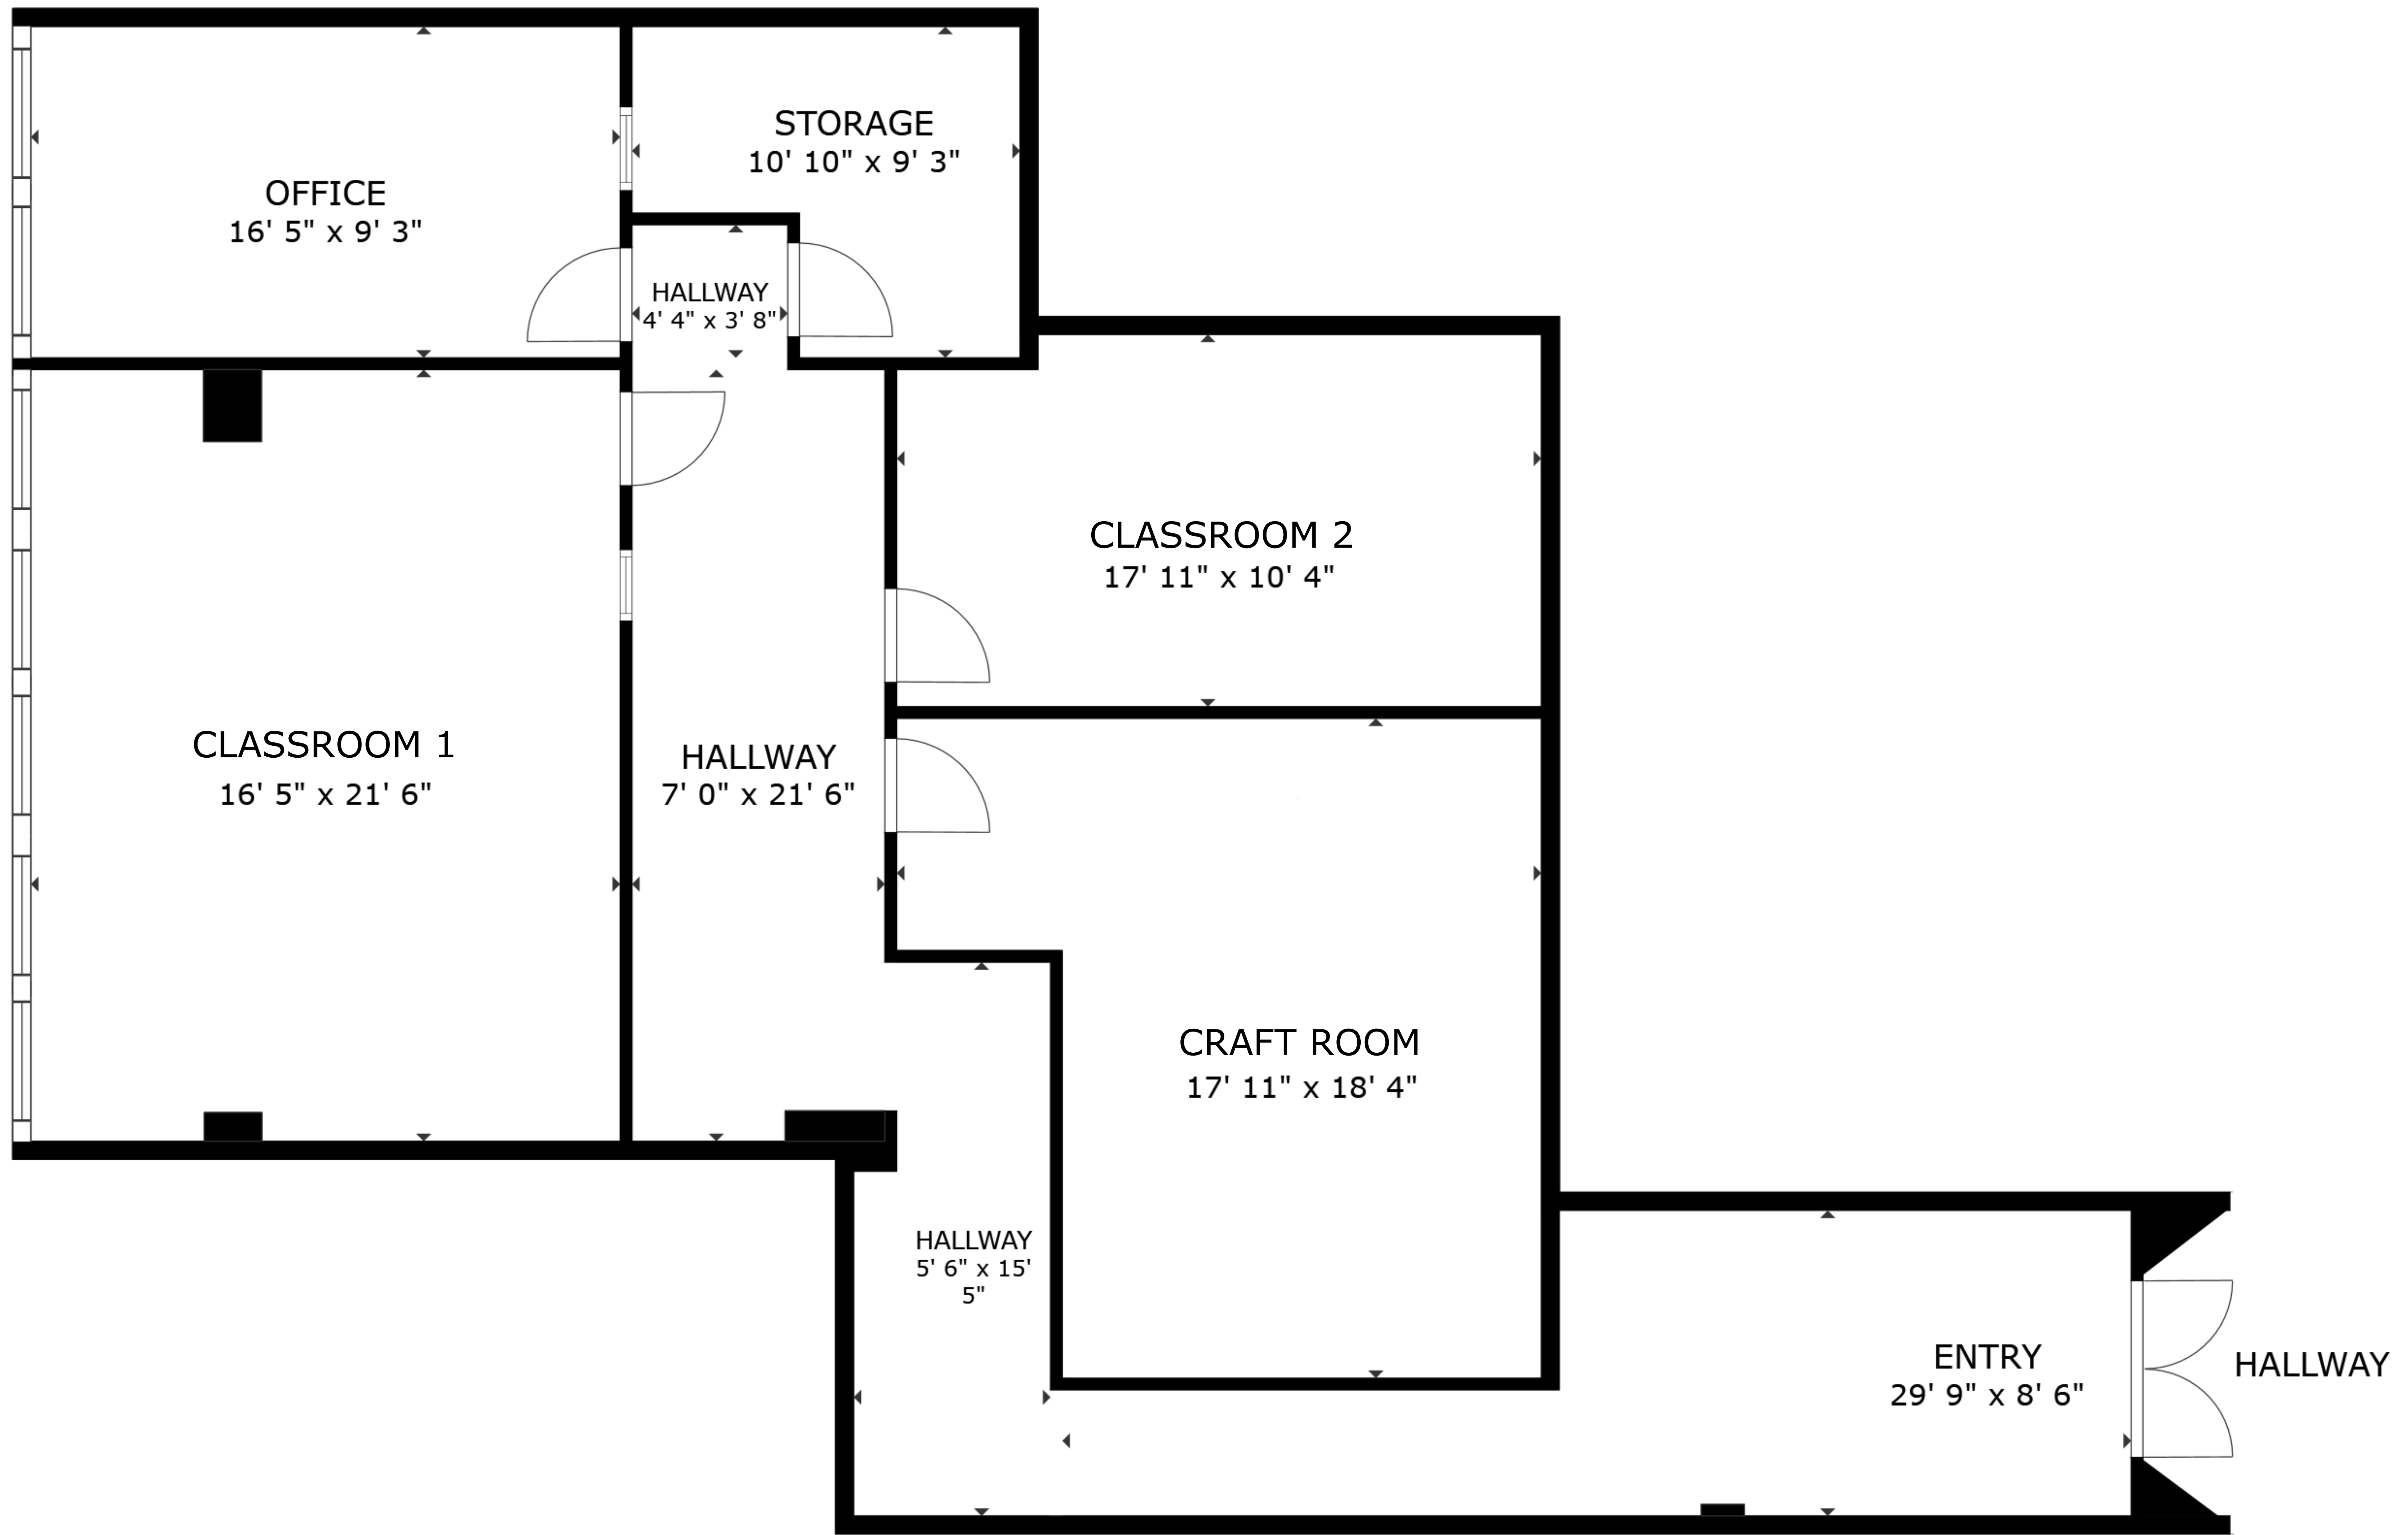 STORAGE
10' 10" x 9' 3"
OFFICE
16' 5" x 9' 3"
HALLWAY
4' 4" x 3' 8"
CLASSROOM 2
17' 11" x 10' 4"
CLASSROOM 1
16' 5" x 21' 6"
HALLWAY
7' 0" x 21' 6"
CRAFT ROOM
17' 11" x 18' 4"
HALLWAY
5' 6" x 15'
5"
ENTRY
29' 9" x 8' 6"
HALLWAY